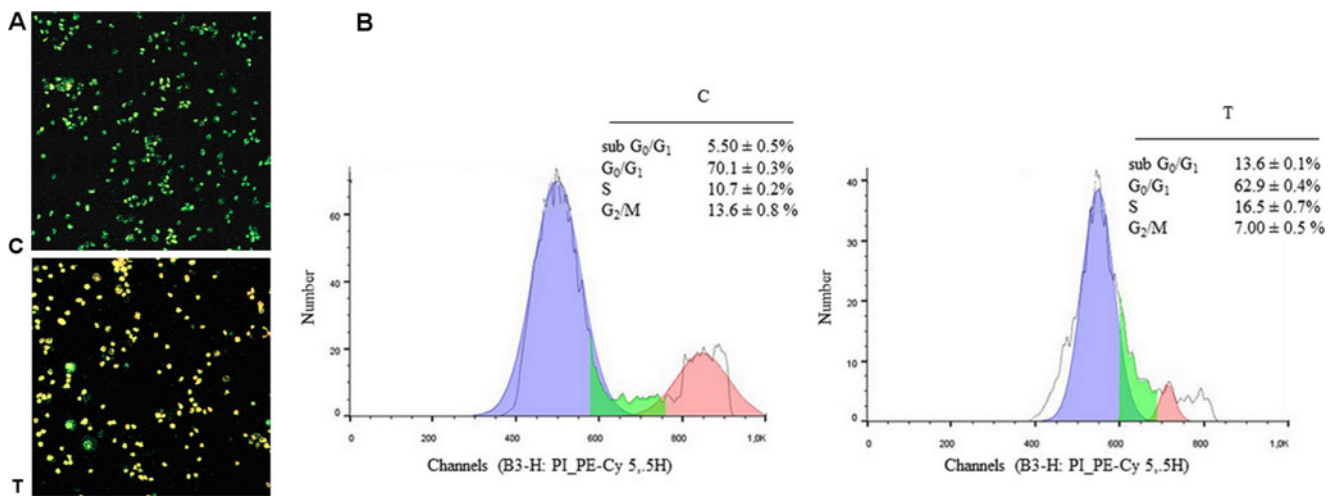 A
C
T
B
C
sub G₀/G₁ 5.50 ± 0.5%
G₀/G₁ 70.1 ± 0.3%
S 10.7 ± 0.2%
G₂/M 13.6 ± 0.8 %
Number
60
40
20
0
0 200 400 600 800 1,0K
Channels (B3-H: PI_PE-Cy 5,.5H)
T
sub G₀/G₁ 13.6 ± 0.1%
G₀/G₁ 62.9 ± 0.4%
S 16.5 ± 0.7%
G₂/M 7.00 ± 0.5 %
Number
40
30
20
10
0
0 200 400 600 800 1,0K
Channels (B3-H: PI_PE-Cy 5,.5H)